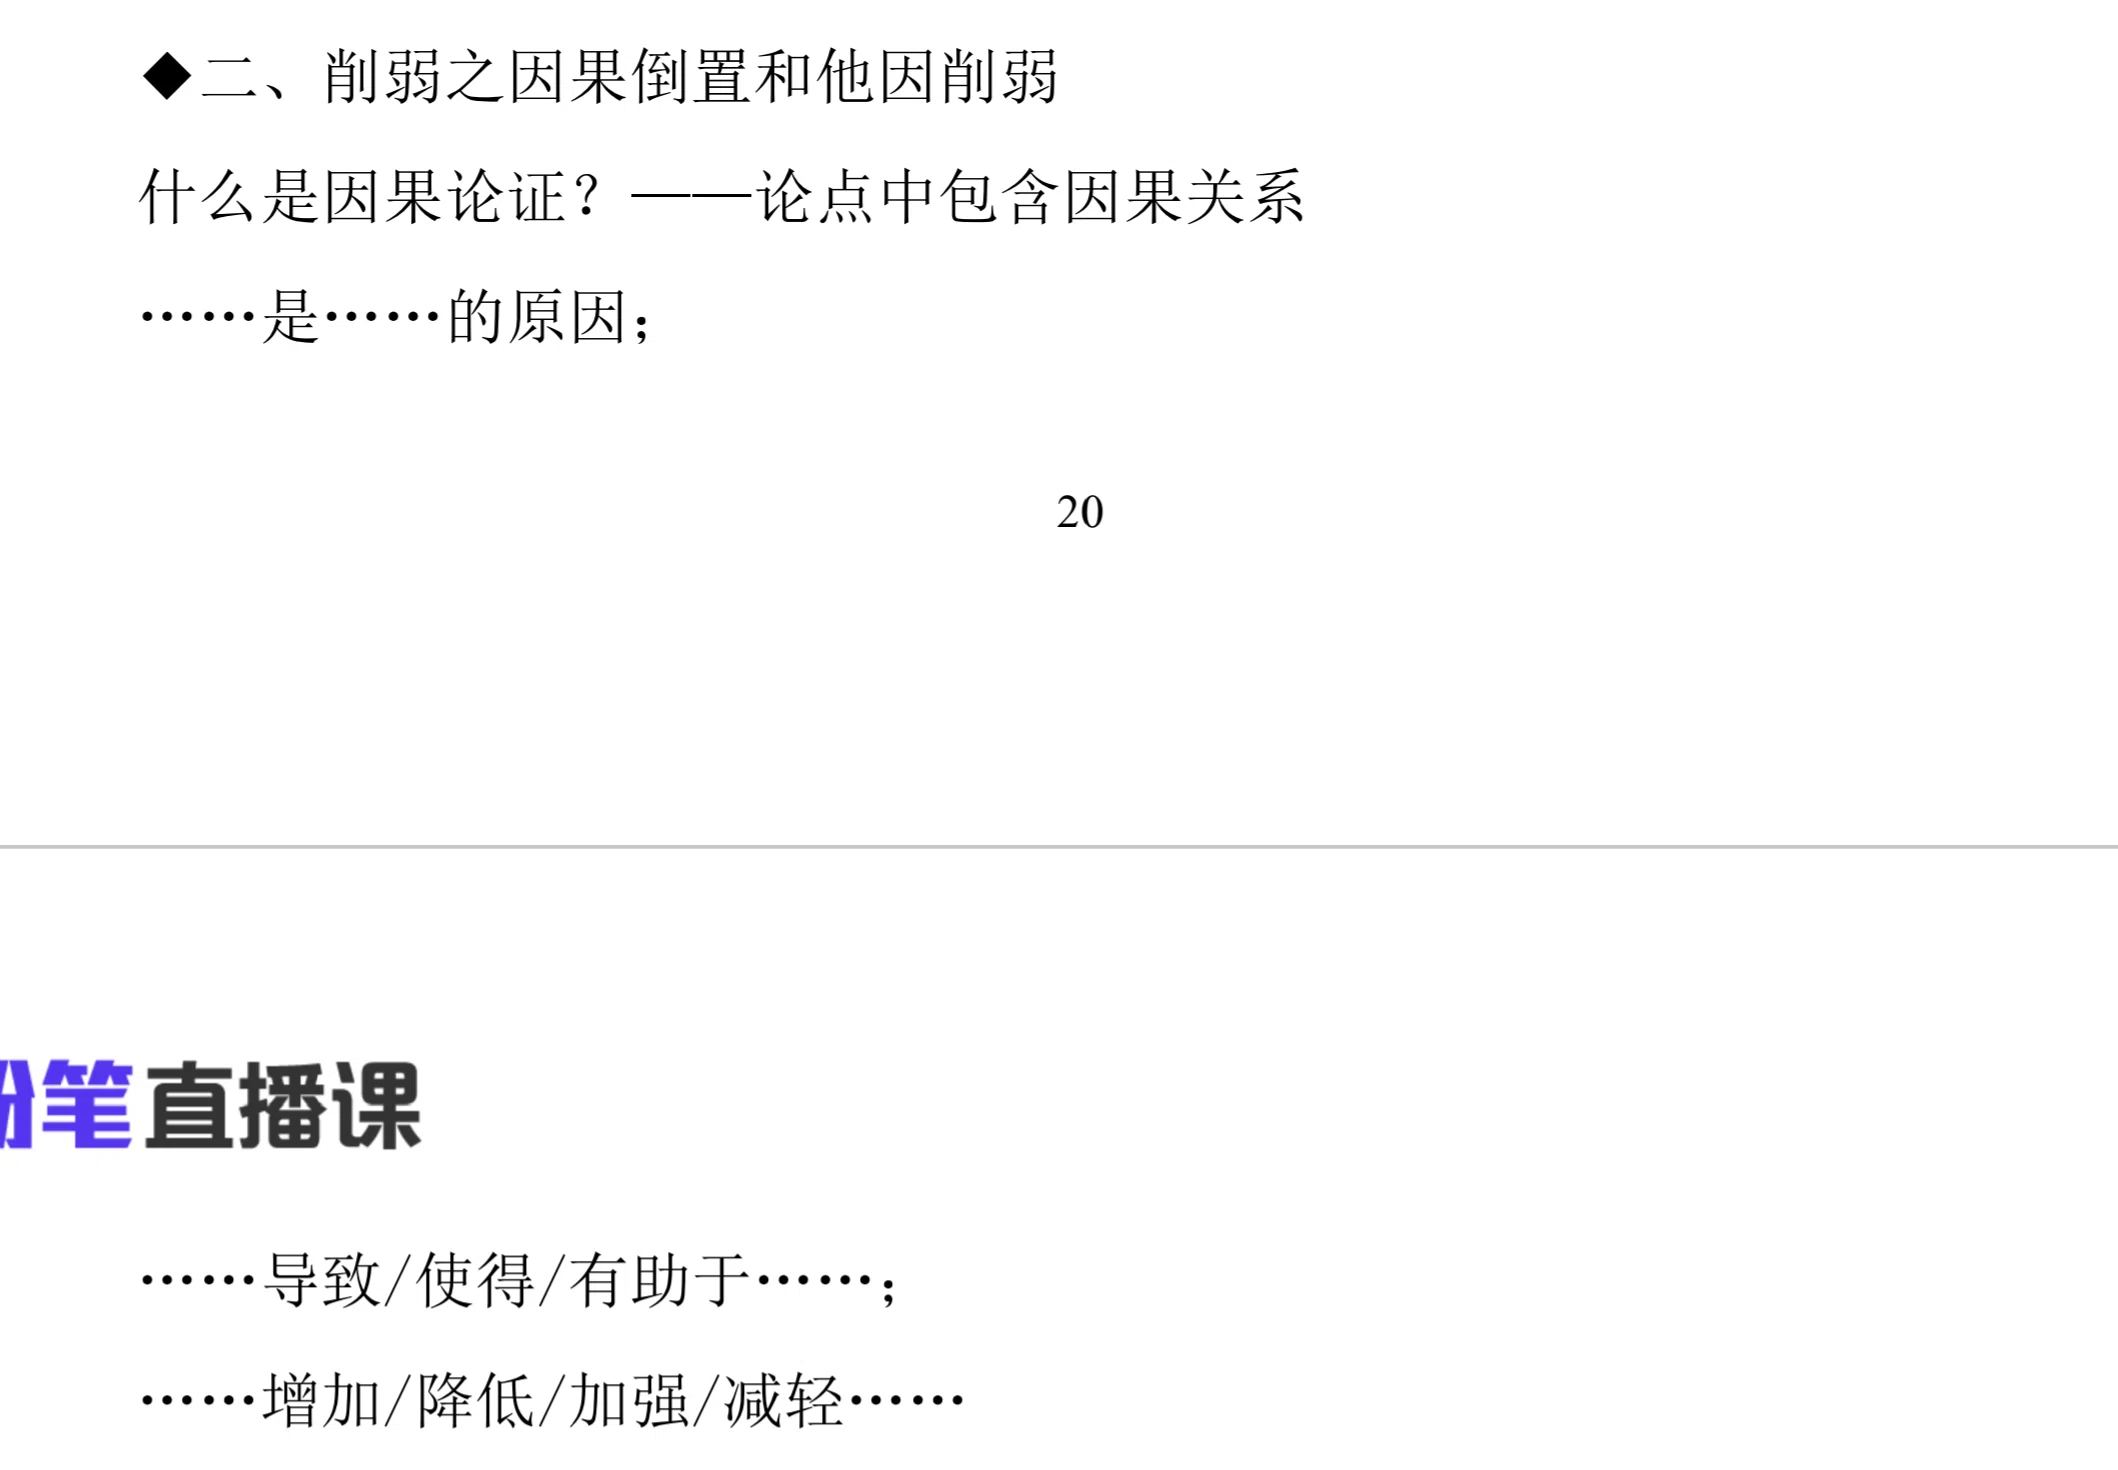 ◆二、削弱之因果倒置和他因削弱
什么是因果论证？——论点中包含因果关系
……是……的原因；
20
粉笔直播课
……导致/使得/有助于……；
……增加/降低/加强/减轻……